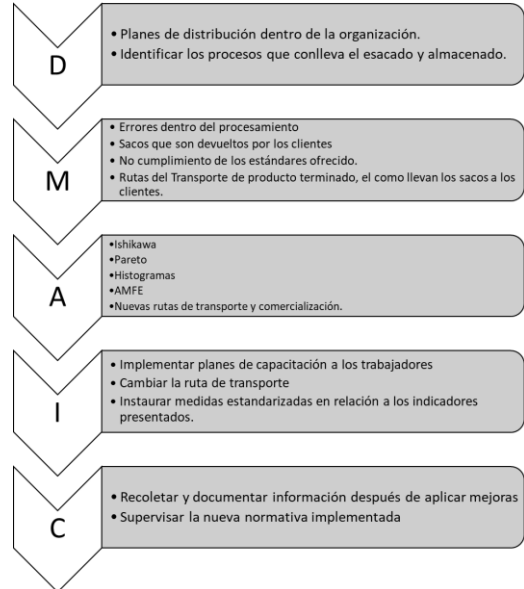 D
• Planes de distribución dentro de la organización.
• Identificar los procesos que conlleva el esacado y almacenado.
M
• Errores dentro del procesamiento
• Sacos que son devueltos por los clientes
• No cumplimiento de los estándares ofrecido.
• Rutas del Transporte de producto terminado, el como llevan los sacos a los
clientes.
A
•Ishikawa
•Pareto
•Histogramas
•AMFE
•Nuevas rutas de transporte y comercialización.
I
• Implementar planes de capacitación a los trabajadores
• Cambiar la ruta de transporte
• Instaurar medidas estandarizadas en relación a los indicadores
presentados.
C
• Recoletar y documentar información después de aplicar mejoras
• Supervisar la nueva normativa implementada